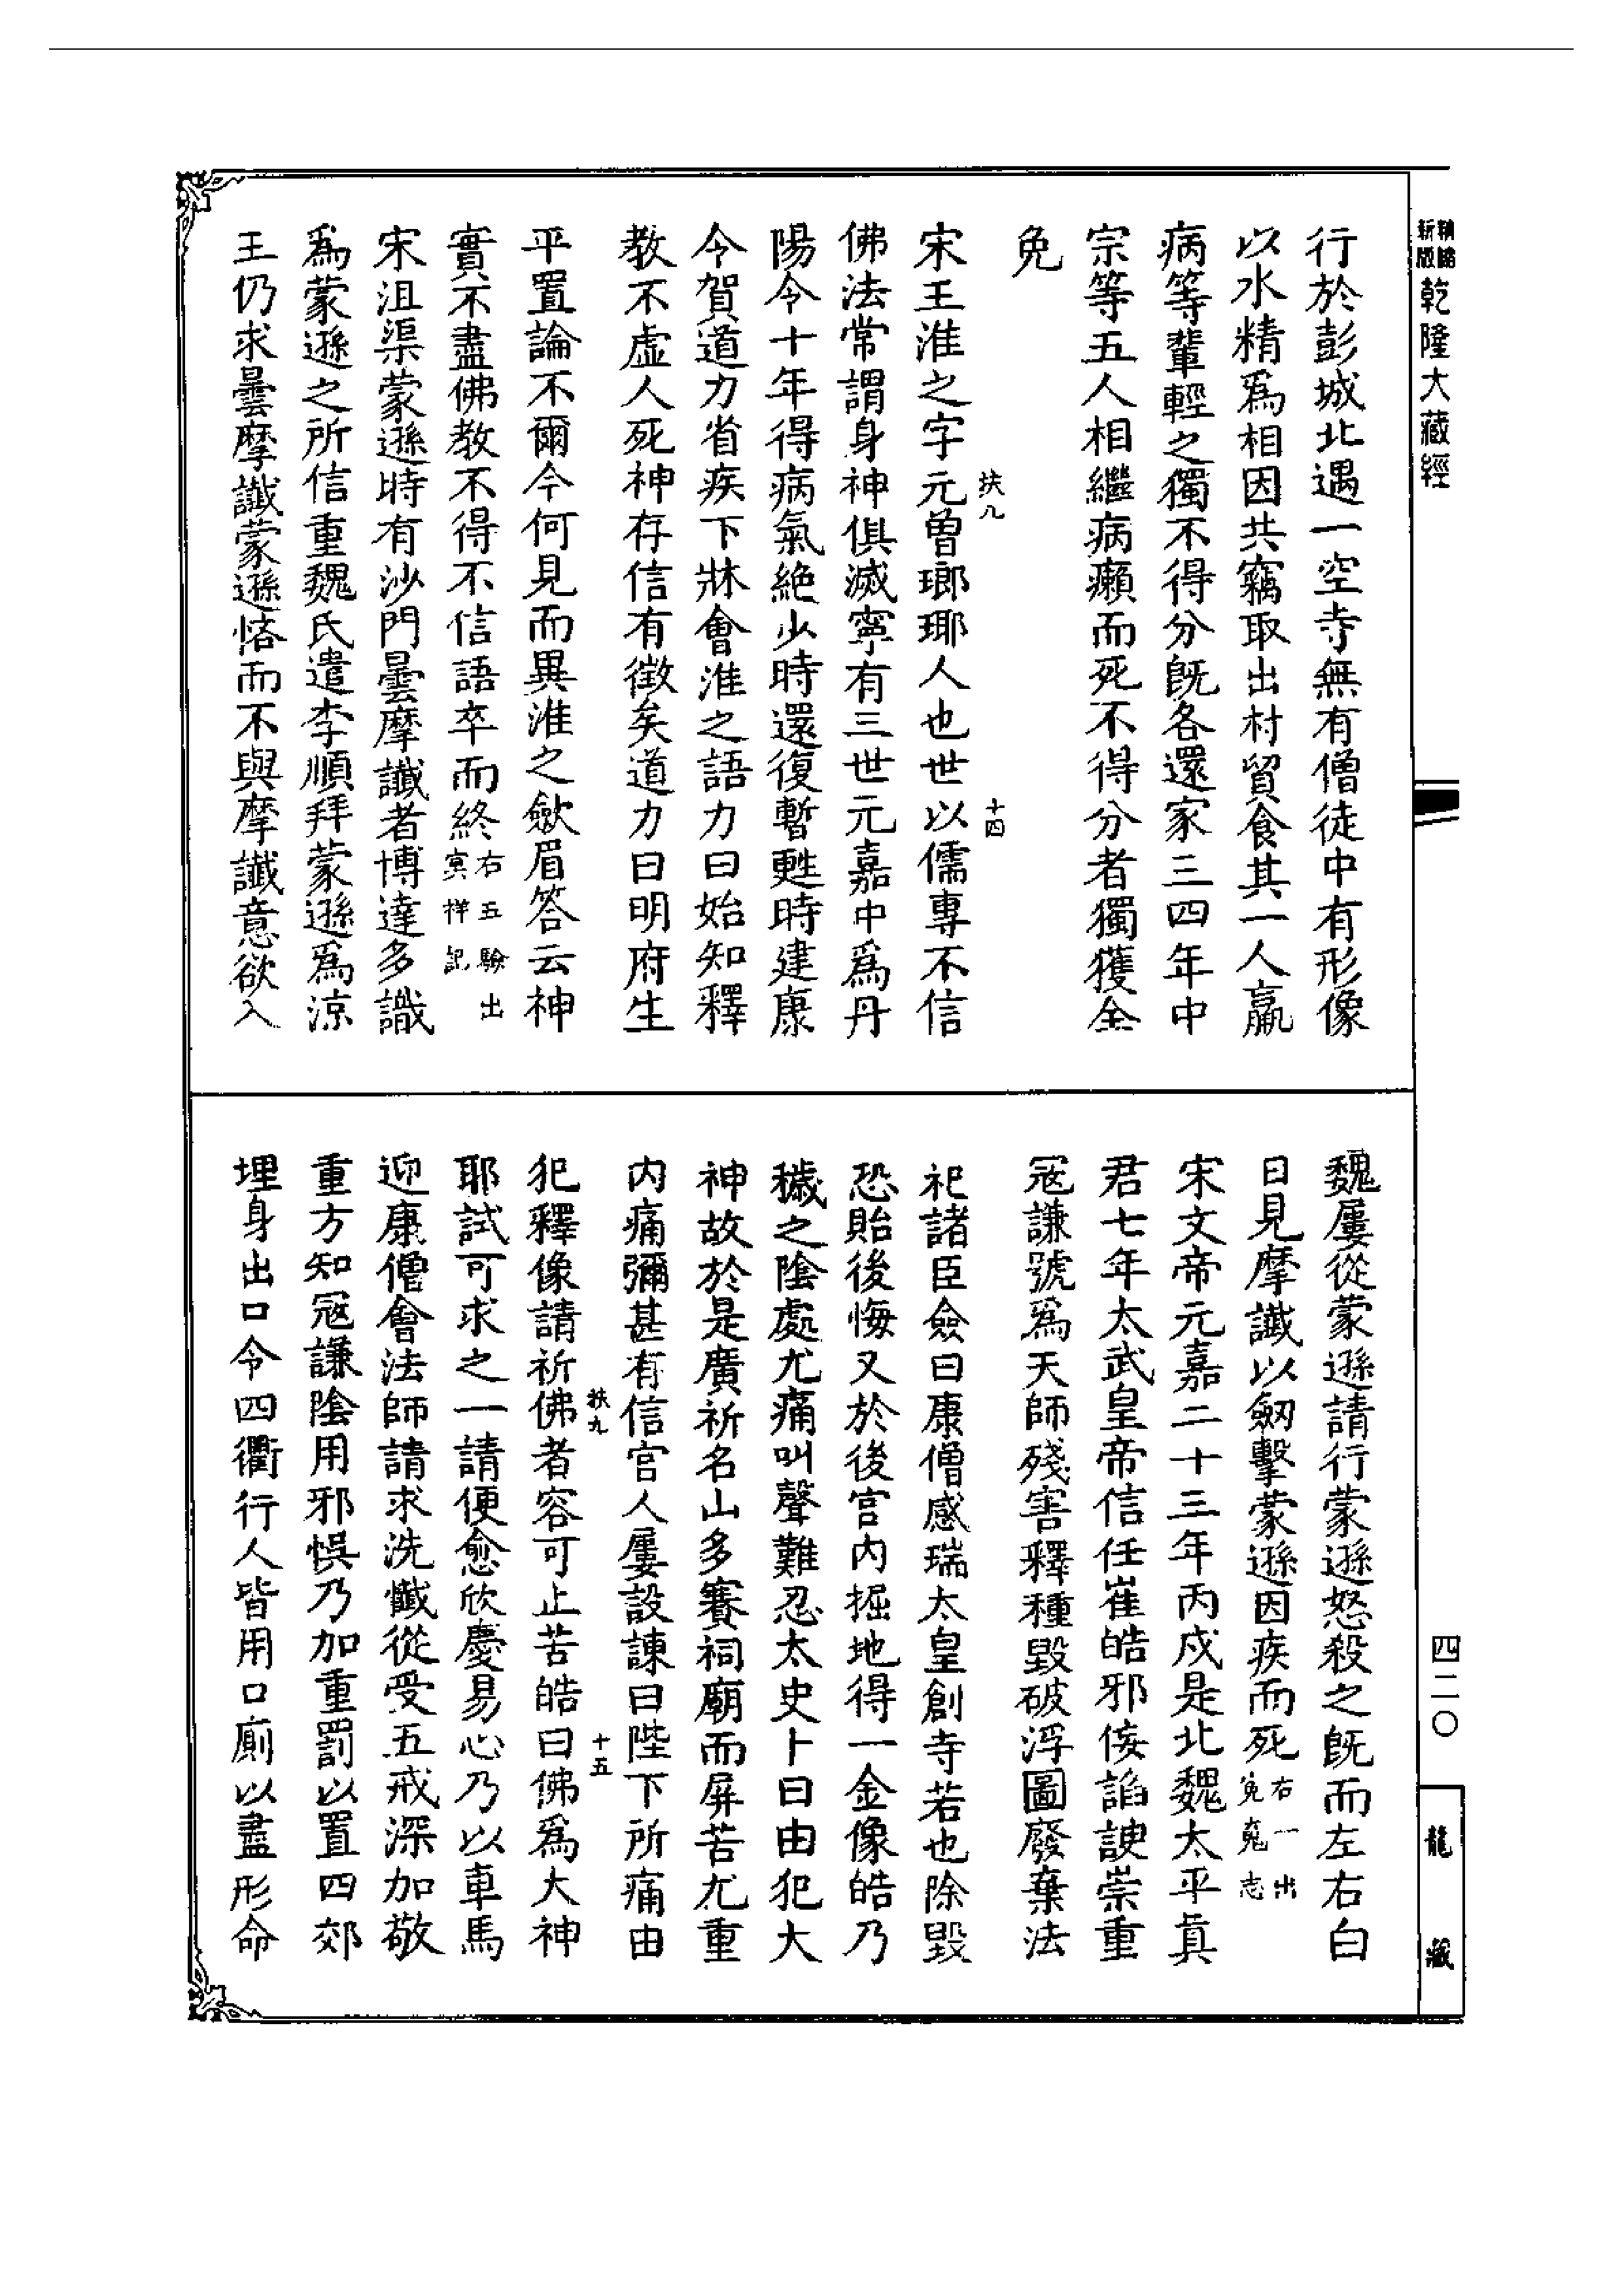 新版精縮乾隆大藏經
行於彭城北遇一空寺無有僧徒中有形像
以水精爲相因共竊取出村貿食其一人羸
病等輩輕之獨不得分旣各還家三四年中
宗等五人相繼病癩而死不得分者獨獲全
免
扶八
十四
宋王淮之字元曽瑯琊人也世以儒專不信
佛法常謂身神俱滅寧有三世元嘉中爲丹
陽令十年得病氣絶少時還復暫甦時建康
令賀道力省疾下牀會淮之語力曰始知釋
教不虛人死神存信有徴矣道力曰明府生
平置論不爾今何見而異淮之歛眉答云神
實不盡佛教不得不信語卒而終右五驗出冥祥記
宋沮渠蒙遜時有沙門曇摩讖者博達多識
爲蒙遜之所信重魏氏遣李順拜蒙遜爲涼
王仍求曇摩讖蒙遜悋而不與摩讖意欲入
魏屢從蒙遜請行蒙遜怒殺之旣而左右白
日見摩讖以劒擊蒙遜因疾而死右一出寃䰟志
宋文帝元嘉二十三年丙戌是北魏太平眞
君七年太武皇帝信任崔皓邪佞諂諛崇重
寇謙號爲天師殘害釋種毀破浮圖廢棄法
祀諸臣僉曰康僧感瑞太皇創寺若也除毀
恐貽後悔又於後宮内掘地得一金像皓乃
穢之陰處尤痛叫聲難忍太史卜曰由犯大
神故於是廣祈名山多賽祠廟而屏苦尤重
内痛彌甚有信宮人屢設諫曰陛下所痛由
扶九
十五
犯釋像請祈佛者容可止苦皓曰佛爲大神
耶試可求之一請便愈欣慶易心乃以車馬
迎康僧會法師請求洗懺從受五戒深加敬
重方知寇謙陰用邪悞乃加重罰以置四郊
埋身出口令四衢行人皆用口廁以盡形命
四二〇
龍藏